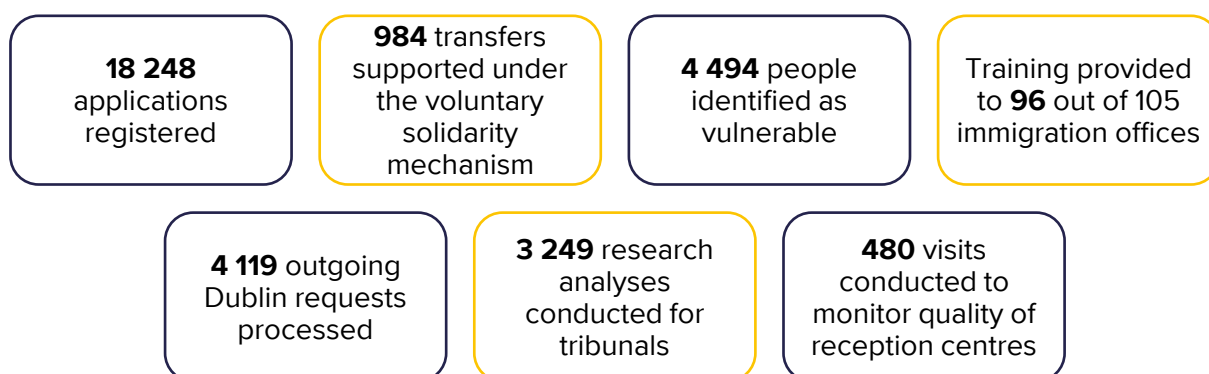 18 248
applications
registered
984 transfers
supported under
the voluntary
solidarity
mechanism
4 494 people
identified as
vulnerable
Training provided
to 96 out of 105
immigration offices
4 119 outgoing
Dublin requests
processed
3 249 research
analyses
conducted for
tribunals
480 visits
conducted to
monitor quality of
reception centres